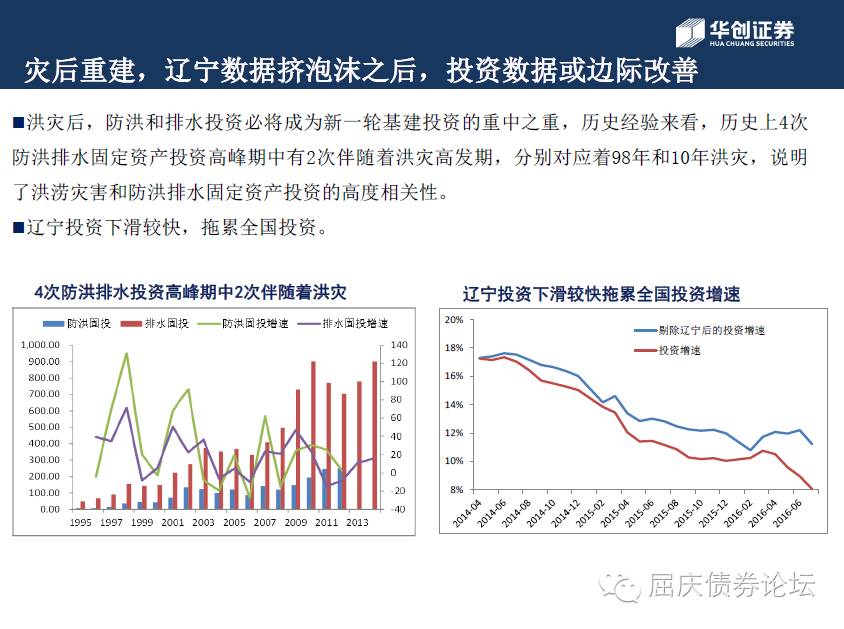 华创证券
HUA CHUANG SECURITIES
灾后重建，辽宁数据挤泡沫之后，投资数据或边际改善
■洪灾后，防洪和排水投资必将成为新一轮基建投资的重中之重，历史经验来看，历史上4次
防洪排水固定资产投资高峰期中有2次伴随着洪灾高发期，分别对应着98年和10年洪灾，说明
了洪涝灾害和防洪排水固定资产投资的高度相关性。
■辽宁投资下滑较快，拖累全国投资。
4次防洪排水投资高峰期中2次伴随着洪灾
防洪固投 排水固投 防洪固投增速 排水固投增速
1,000.00 140
900.00 120
800.00 100
700.00 80
600.00 60
500.00 40
400.00 20
300.00 0
200.00 -20
100.00 -40
0.00
1995 1997 1999 2001 2003 2005 2007 2009 2011 2013
辽宁投资下滑较快拖累全国投资增速
剔除辽宁后的投资增速
投资增速
20%
18%
16%
14%
12%
10%
8%
2014-04 2014-06 2014-08 2014-10 2014-12 2015-02 2015-04 2015-06 2015-08 2015-10 2015-12 2016-02 2016-04 2016-06
屈庆债券论坛